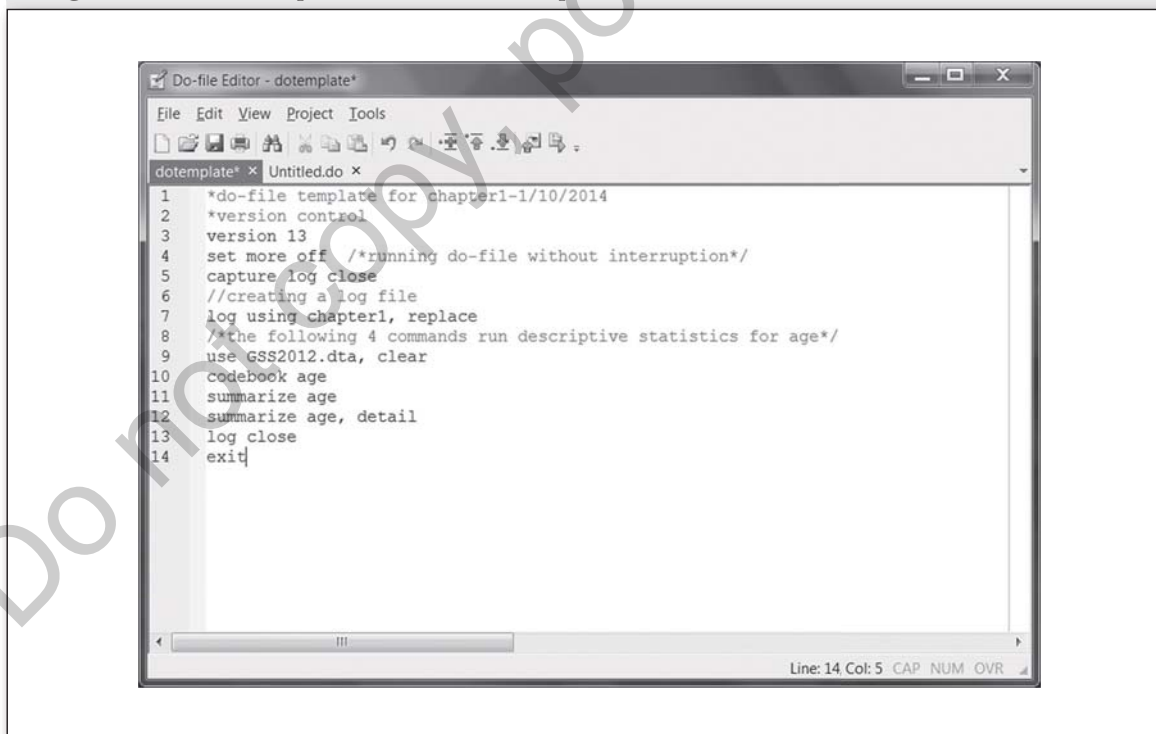 Do-file Editor - dotemplate*
File Edit View Project Tools
dotemplate* × Untitled.do ×
1 *do-file template for chapter1-1/10/2014
2 *version control
3 version 13
4 set more off /*running do-file without interruption*/
5 capture log close
6 //creating a log file
7 log using chapter1, replace
8 /*the following 4 commands run descriptive statistics for age*/
9 use GSS2012.dta, clear
10 codebook age
11 summarize age
12 summarize age, detail
13 log close
14 exit
Line: 14, Col: 5 CAP NUM OVR
Do not copy, po